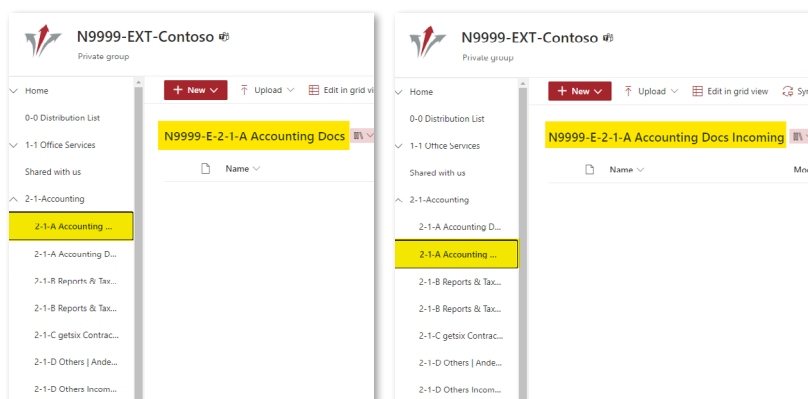 N9999-EXT-Contoso
Private group
Home
0-0 Distribution List
1-1 Office Services
Shared with us
2-1-Accounting
2-1-A Accounting ...
2-1-A Accounting D...
2-1-B Reports & Tax...
2-1-B Reports & Tax...
2-1-C getsix Contrac...
2-1-D Others | Ande...
2-1-D Others Incom...
+ New Upload Edit in grid vi
N9999-E-2-1-A Accounting Docs
Name
N9999-EXT-Contoso
Private group
Home
0-0 Distribution List
1-1 Office Services
Shared with us
2-1-Accounting
2-1-A Accounting D...
2-1-A Accounting ...
2-1-B Reports & Tax...
2-1-B Reports & Tax...
2-1-C getsix Contrac...
2-1-D Others | Ande...
2-1-D Others Incom...
+ New Upload Edit in grid view Syn
N9999-E-2-1-A Accounting Docs Incoming
Name Mod